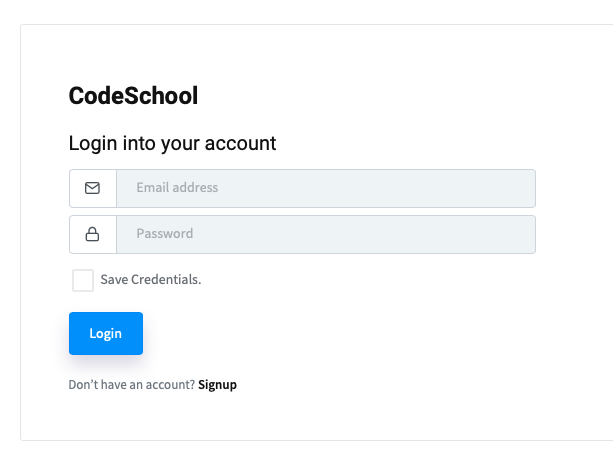 CodeSchool
Login into your account
Email address
Password
Save Credentials.
Login
Don't have an account? Signup